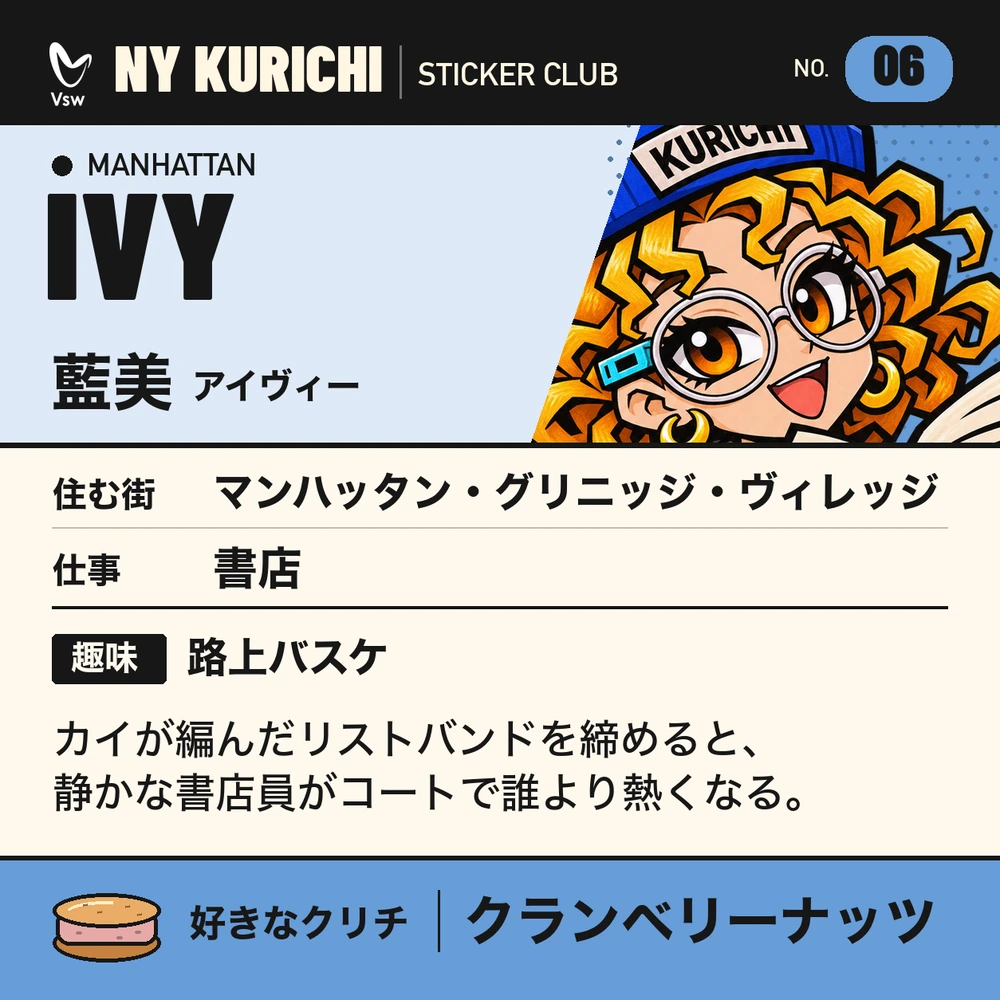 Vsw
NY KURICHI
STICKER CLUB
NO. 06
MANHATTAN
IVY
藍美 アイヴィー
KURICHI
住む街 マンハッタン・グリニッジ・ヴィレッジ
仕事 書店
趣味 路上バスケ
カイが編んだリストバンドを締めると、
静かな書店員がコートで誰より熱くなる。
好きなクリチ クランベリーナッツ